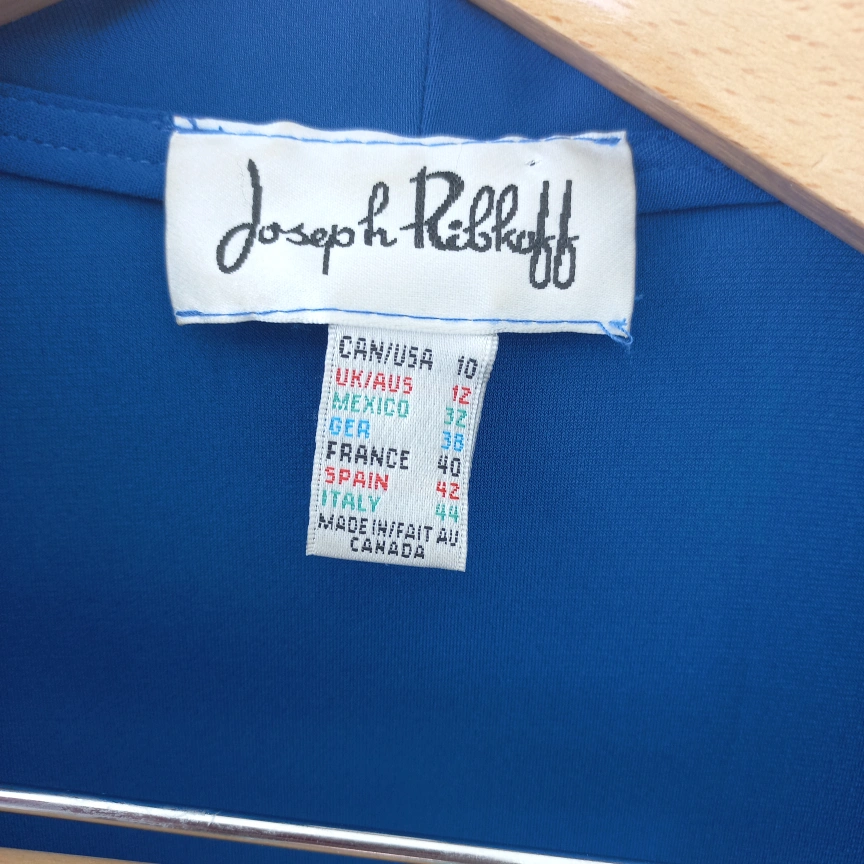 Joseph Ribkoff
CAN/USA 10
UK/AUS 12
MEXICO 32
GER 38
FRANCE 40
SPAIN 42
ITALY 44
MADE IN/FAIT AU
CANADA